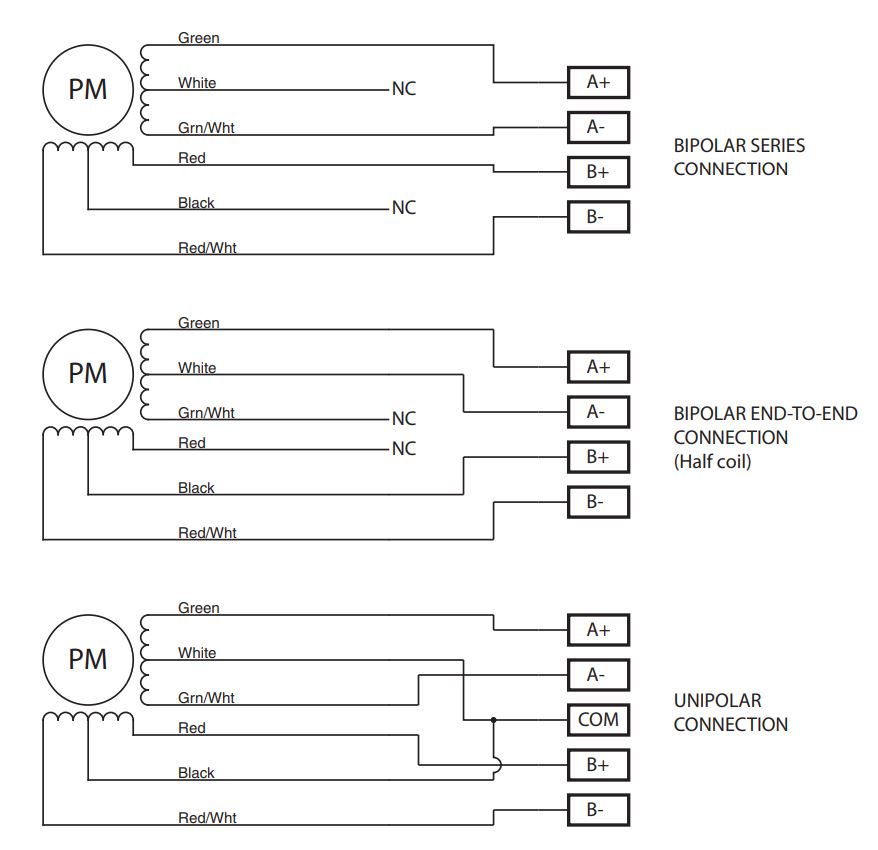 Green
PM
White
NC
A+
Grn/Wht
A-
BIPOLAR SERIES
CONNECTION
Red
B+
Black
NC
B-
Red/Wht
Green
PM
White
A+
Grn/Wht
NC
A-
BIPOLAR END-TO-END
CONNECTION
(Half coil)
Red
NC
B+
Black
B-
Red/Wht
Green
PM
White
A+
Grn/Wht
A-
UNIPOLAR
CONNECTION
COM
Red
B+
Black
B-
Red/Wht